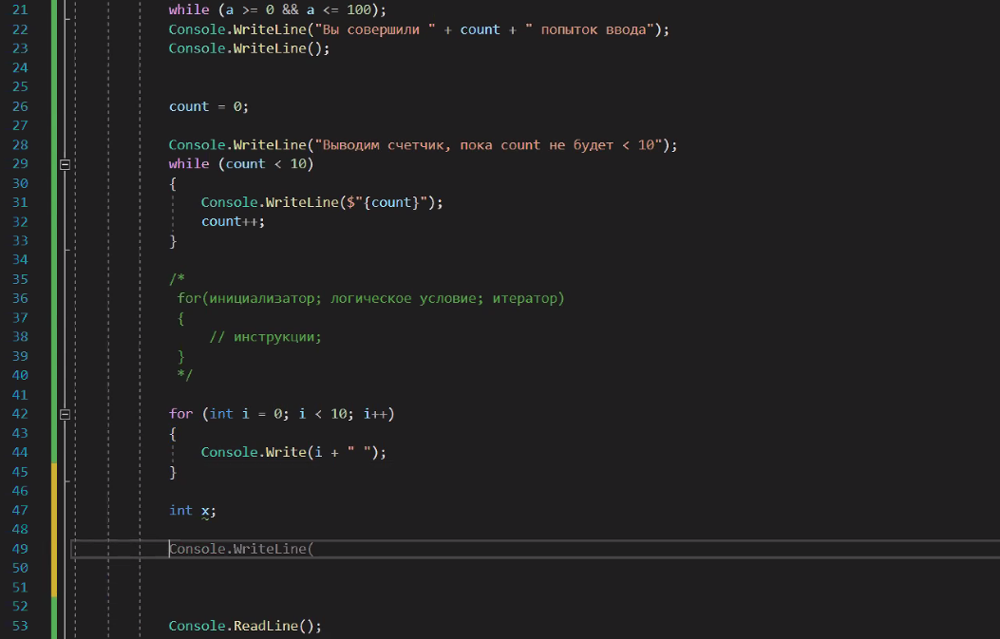 21 while (a >= 0 && a <= 100);
22 Console.WriteLine("Вы совершили " + count + " попыток ввода");
23 Console.WriteLine();
24
25
26 count = 0;
27
28 Console.WriteLine("Выводим счетчик, пока count не будет < 10");
29 while (count < 10)
30 {
31 Console.WriteLine($"{count}");
32 count++;
33 }
34
35 /*
36 for(инициализатор; логическое условие; итератор)
37 {
38 // инструкции;
39 }
40 */
41
42 for (int i = 0; i < 10; i++)
43 {
44 Console.Write(i + " ");
45 }
46
47 int x;
48
49 Console.WriteLine(
50
51
52
53 Console.ReadLine();